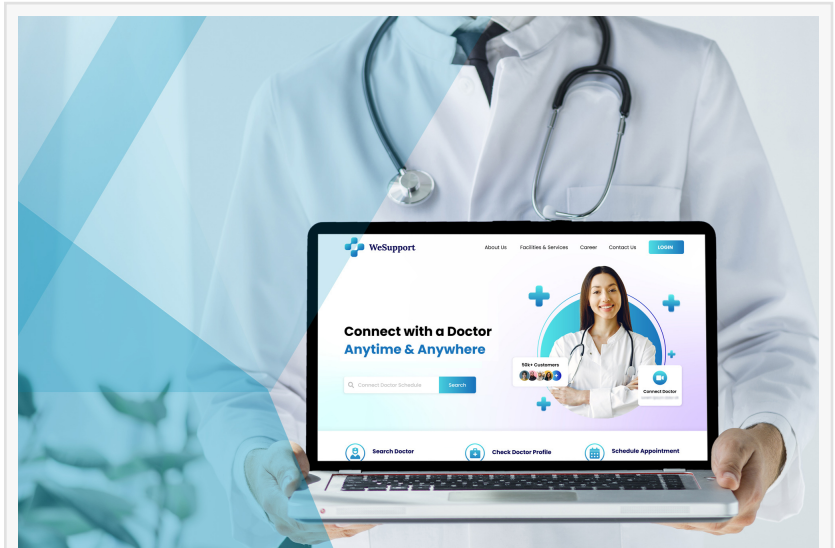 WeSupport
About Us Facilities & Services Career Contact Us LOGIN
Connect with a Doctor
Anytime & Anywhere
Connect Doctor Schedule Search
50k+ Customers
Connect Doctor
Search Doctor Check Doctor Profile Schedule Appointment